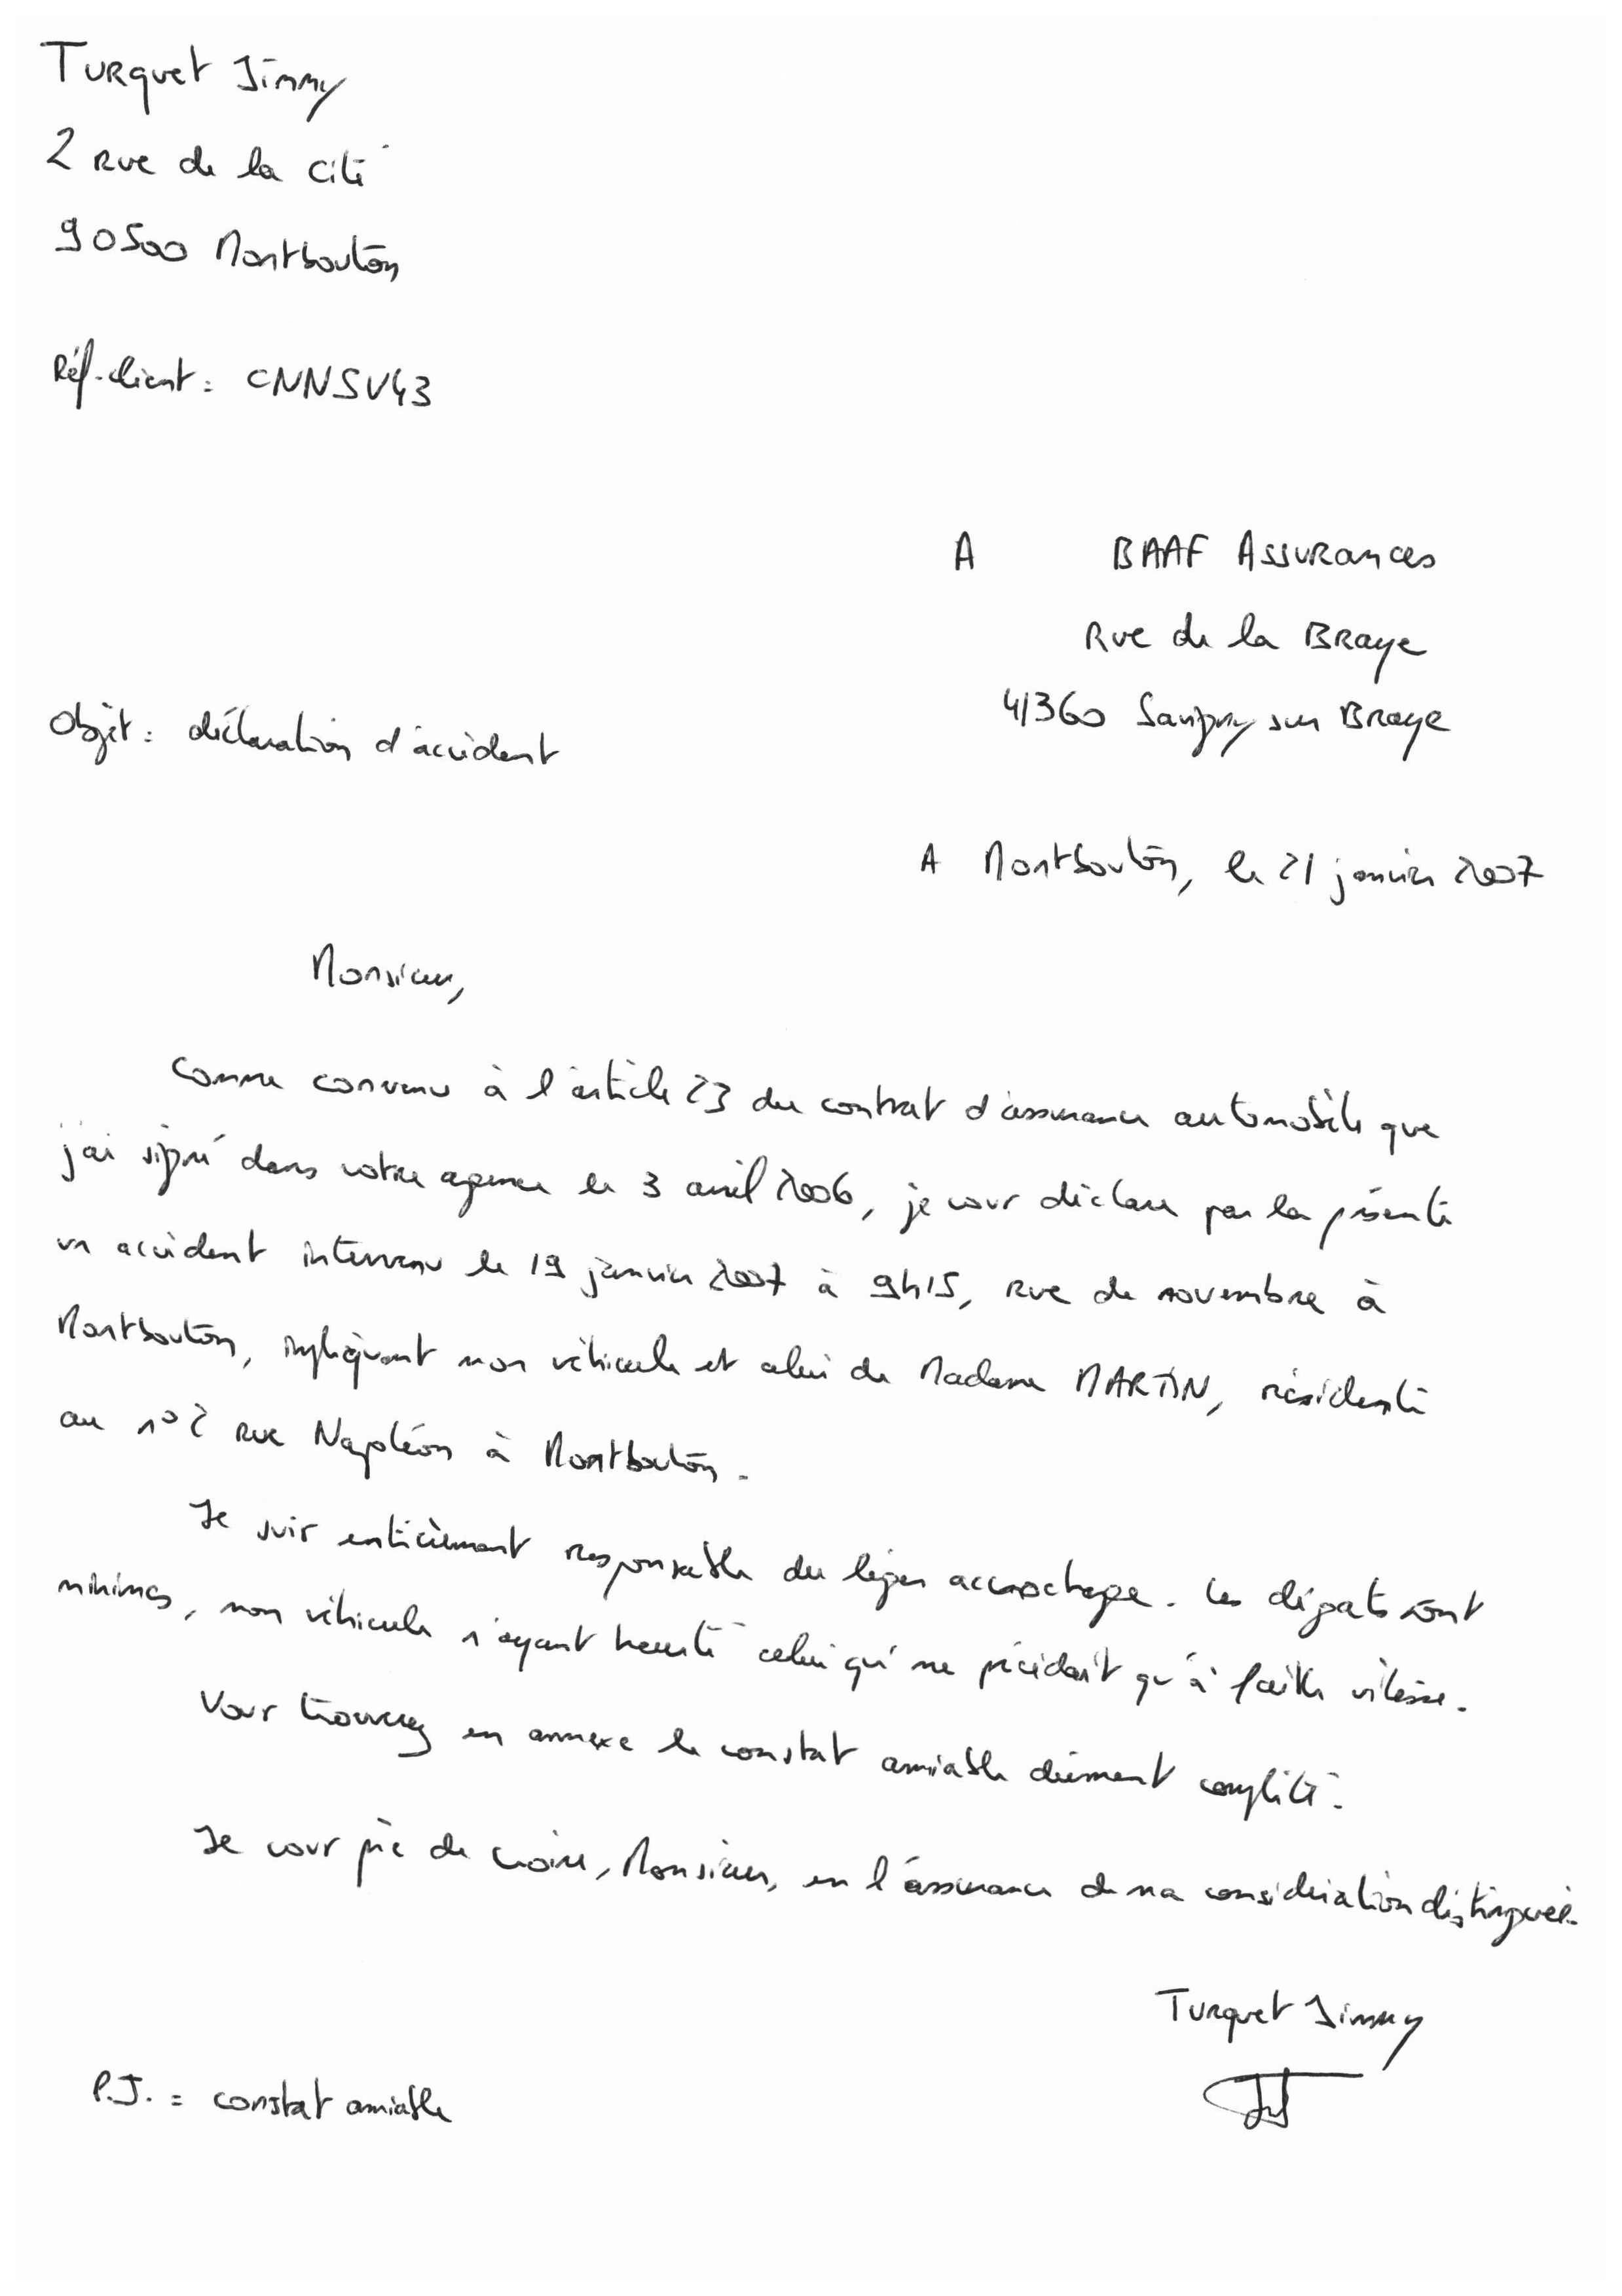 Turquet Jimmy
2 rue de la cité
90500 Montbouton
Réf. client : CNNSV43
A BAAF Assurances
Rue de la Braye
41360 Savigny sur Braye
Objet : déclaration d'accident
A Montbouton, le 21 janvier 2007
Monsieur,
Comme convenu à l'article 23 du contrat d'assurance automobile que
j'ai signé dans votre agence le 3 avril 2006, je vous déclare par la présente
un accident intervenu le 19 janvier 2007 à 9h15, rue de novembre à
Montbouton, impliquant mon véhicule et celui de Madame MARTIN, résidente
au n°2 rue Napoléon à Montbouton.
Je suis entièrement responsable du léger accrochage. Les dégats sont
minimes, mon véhicule n'ayant heurté celui qui me précédait qu'à faible vitesse.
Vous trouverez en annexe le constat amiable dûment complété.
Je vous prie de croire, Monsieur, en l'assurance de ma considération distinguée.
Turquet Jimmy
P.J. : constat amiable